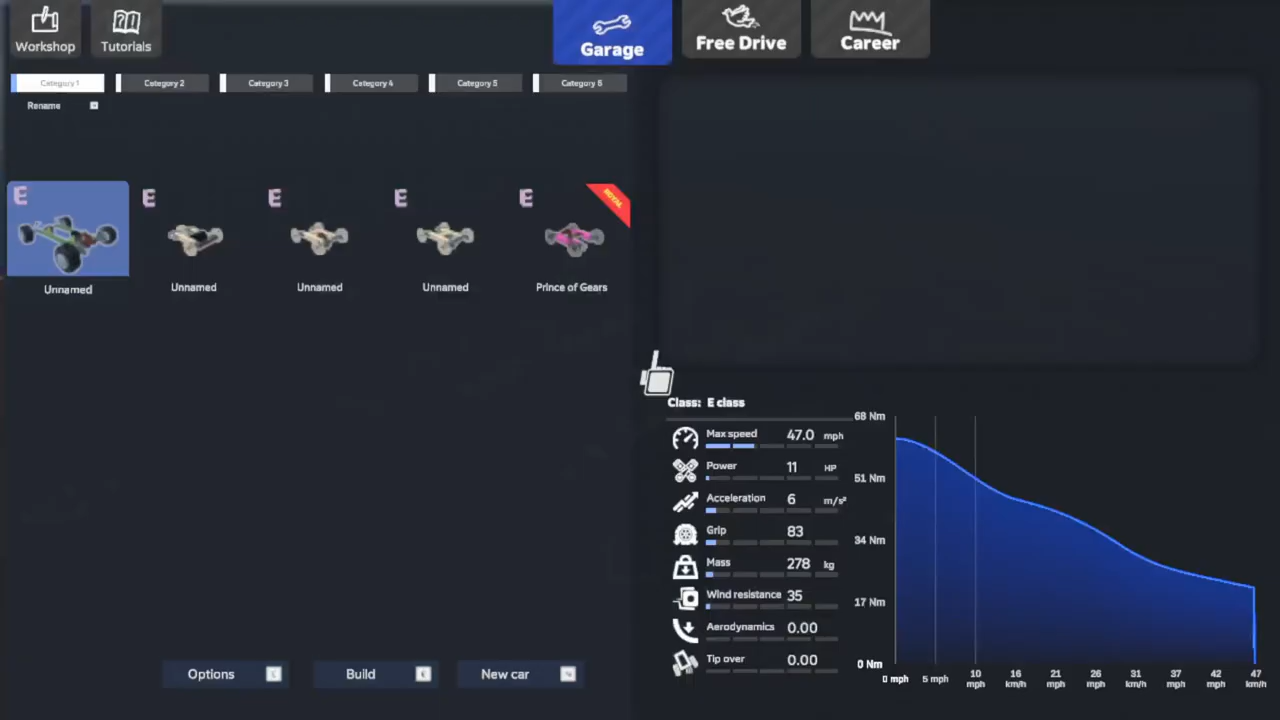 Workshop
Tutorials
Garage
Free Drive
Career
Category 1
Category 2
Category 3
Category 4
Category 5
Category 6
Rename
E
E
E
E
E
ROYAL
Unnamed
Unnamed
Unnamed
Unnamed
Prince of Gears
Class: E class
Max speed 47.0 mph
Power 11 HP
Acceleration 6 m/s²
Grip 83
Mass 278 kg
Wind resistance 35
Aerodynamics 0.00
Tip over 0.00
68 Nm
51 Nm
34 Nm
17 Nm
0 Nm
0 mph
5 mph
10 mph
16 km/h
21 mph
26 mph
31 km/h
37 mph
42 mph
47 km/h
Options
Build
New car